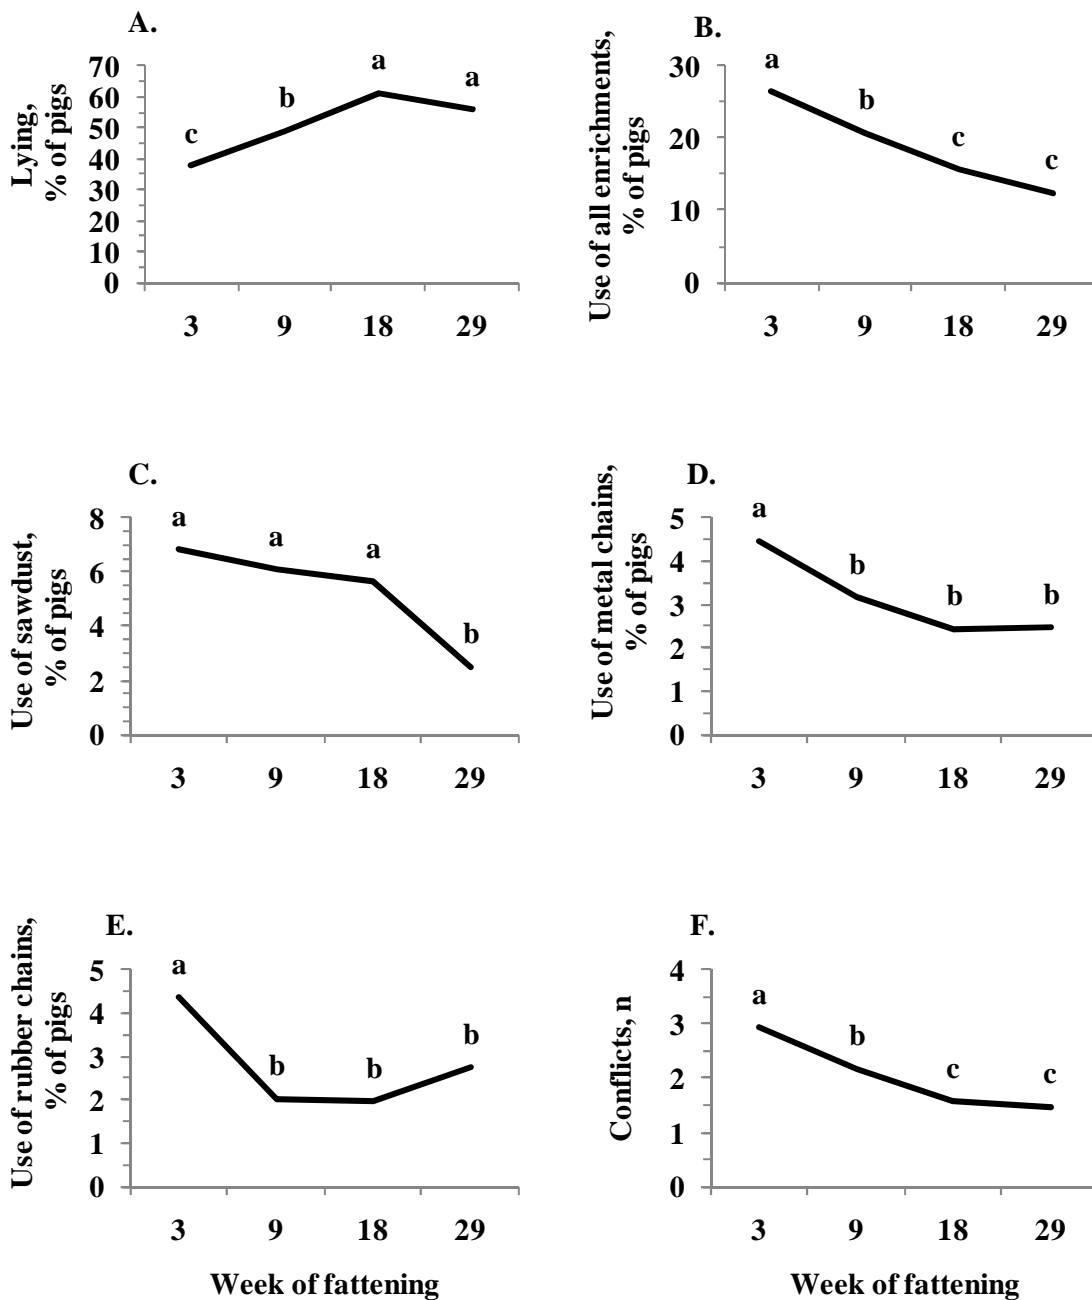 A.
Lying,
% of pigs
70
60
50
40
30
20
10
0
c
b
a
a
3 9 18 29
B.
Use of all enrichments,
% of pigs
30
20
10
0
a
b
c
c
3 9 18 29
C.
Use of sawdust,
% of pigs
8
6
4
2
0
a
a
a
b
3 9 18 29
D.
Use of metal chains,
% of pigs
5
4
3
2
1
0
a
b
b
b
3 9 18 29
E.
Use of rubber chains,
% of pigs
5
4
3
2
1
0
a
b
b
b
3 9 18 29
Week of fattening
F.
Conflicts, n
4
3
2
1
0
a
b
c
c
3 9 18 29
Week of fattening